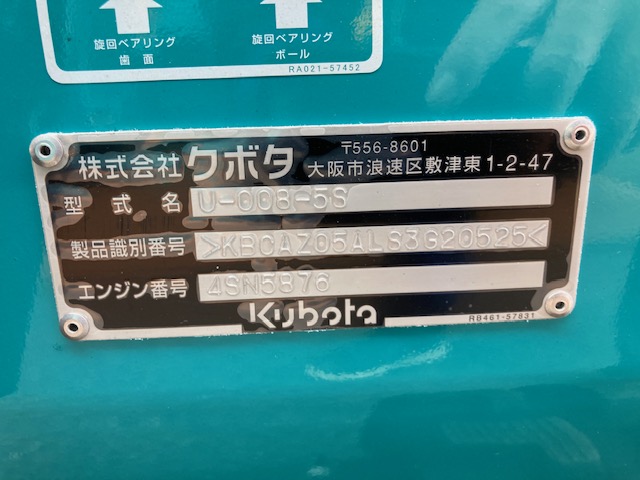 旋回ベアリング 旋回ベアリング
歯面 ボール
RA021-57452
株式会社クボタ 〒556-8601
大阪市浪速区敷津東1-2-47
型式名 U-008-5S
製品識別番号 >KBCAZ05ALS3G20525<
エンジン番号 4SN5876
Kubota
RB461-57831